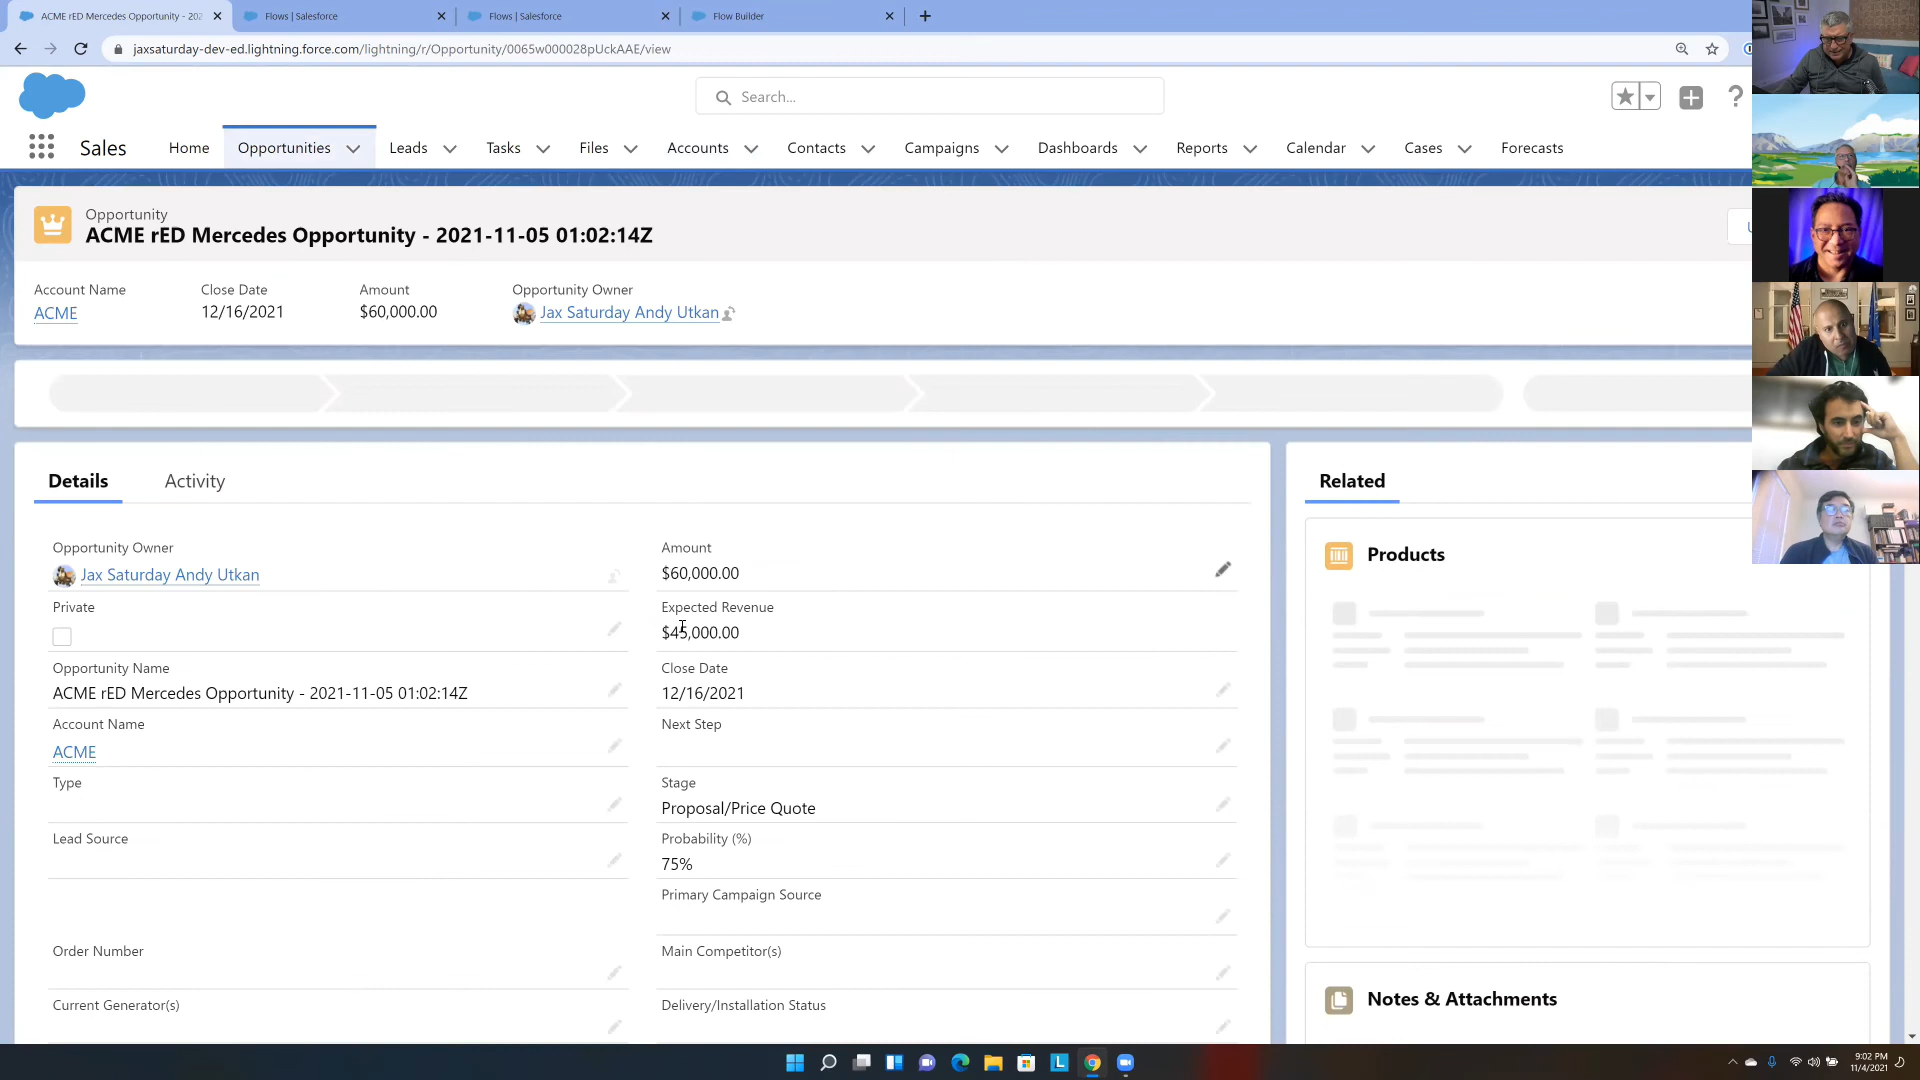 ACME rED Mercedes Opportunity - 202
Flows | Salesforce
Flows | Salesforce
Flow Builder
jaxsaturday-dev-ed.lightning.force.com/lightning/r/Opportunity/0065w000028pUckAAE/view
Search...
Sales
Home
Opportunities
Leads
Tasks
Files
Accounts
Contacts
Campaigns
Dashboards
Reports
Calendar
Cases
Forecasts
Opportunity
ACME rED Mercedes Opportunity - 2021-11-05 01:02:14Z
Account Name
Close Date
Amount
Opportunity Owner
ACME
12/16/2021
$60,000.00
Jax Saturday Andy Utkan
Details
Activity
Related
Opportunity Owner
Jax Saturday Andy Utkan
Amount
$60,000.00
Private
Expected Revenue
$45,000.00
Opportunity Name
ACME rED Mercedes Opportunity - 2021-11-05 01:02:14Z
Close Date
12/16/2021
Account Name
ACME
Next Step
Type
Stage
Proposal/Price Quote
Lead Source
Probability (%)
75%
Primary Campaign Source
Order Number
Main Competitor(s)
Current Generator(s)
Delivery/Installation Status
Products
Notes & Attachments
9:02 PM
11/4/2021